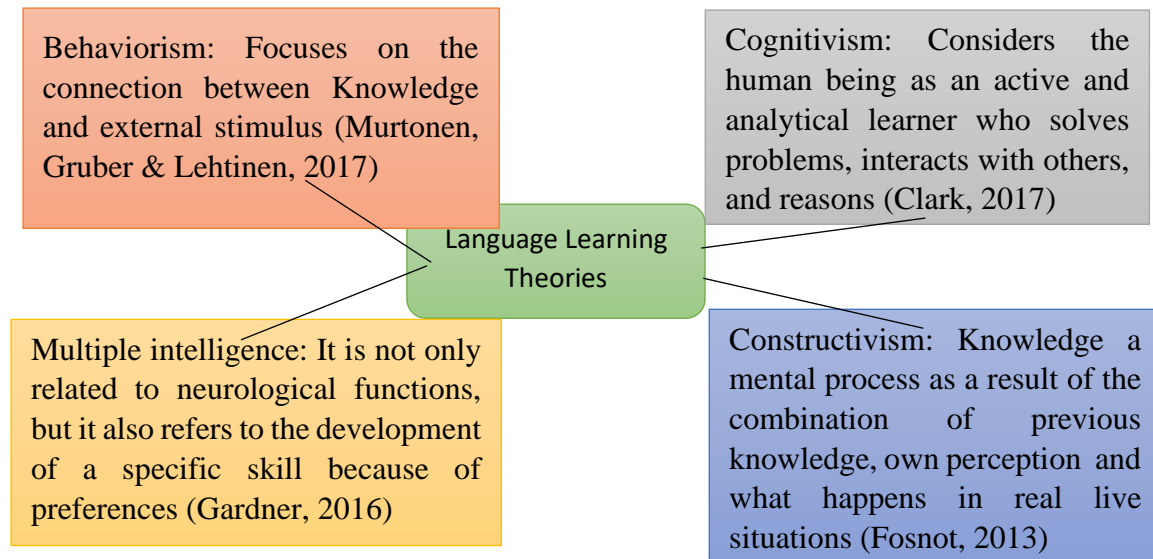 Behaviorism: Focuses on the
connection between Knowledge
and external stimulus (Murtonen,
Gruber & Lehtinen, 2017)
Cognitivism: Considers the
human being as an active and
analytical learner who solves
problems, interacts with others,
and reasons (Clark, 2017)
Language Learning
Theories
Multiple intelligence: It is not only
related to neurological functions,
but it also refers to the development
of a specific skill because of
preferences (Gardner, 2016)
Constructivism: Knowledge a
mental process as a result of the
combination of previous
knowledge, own perception and
what happens in real live
situations (Fosnot, 2013)